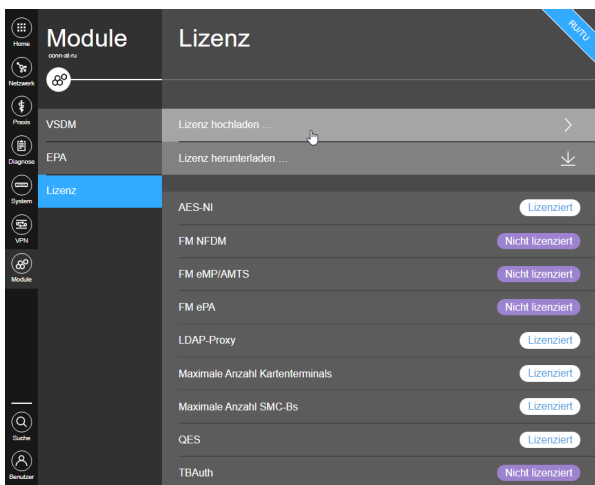 Home
Netzwerk
Praxis
Diagnose
System
VPN
Module
Suche
Benutzer
Module
conn-at-ru
VSDM
EPA
Lizenz
Lizenz
RU/TU
Lizenz hochladen ...
Lizenz herunterladen ...
AES-NI Lizenziert
FM NFDM Nicht lizenziert
FM eMP/AMTS Nicht lizenziert
FM ePA Nicht lizenziert
LDAP-Proxy Lizenziert
Maximale Anzahl Kartenterminals Lizenziert
Maximale Anzahl SMC-Bs Lizenziert
QES Lizenziert
TBAuth Nicht lizenziert